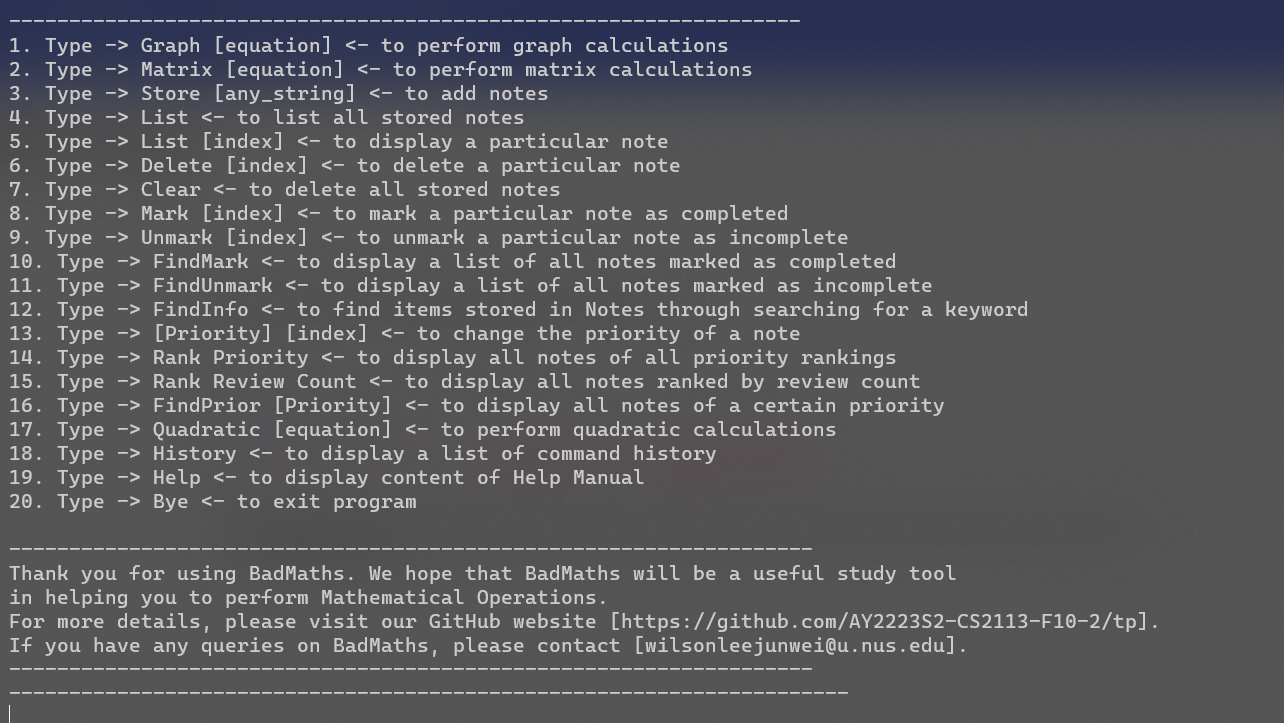 ------------------------------------------------------------------
1. Type -> Graph [equation] <- to perform graph calculations
2. Type -> Matrix [equation] <- to perform matrix calculations
3. Type -> Store [any_string] <- to add notes
4. Type -> List <- to list all stored notes
5. Type -> List [index] <- to display a particular note
6. Type -> Delete [index] <- to delete a particular note
7. Type -> Clear <- to delete all stored notes
8. Type -> Mark [index] <- to mark a particular note as completed
9. Type -> Unmark [index] <- to unmark a particular note as incomplete
10. Type -> FindMark <- to display a list of all notes marked as completed
11. Type -> FindUnmark <- to display a list of all notes marked as incomplete
12. Type -> FindInfo <- to find items stored in Notes through searching for a keyword
13. Type -> [Priority] [index] <- to change the priority of a note
14. Type -> Rank Priority <- to display all notes of all priority rankings
15. Type -> Rank Review Count <- to display all notes ranked by review count
16. Type -> FindPrior [Priority] <- to display all notes of a certain priority
17. Type -> Quadratic [equation] <- to perform quadratic calculations
18. Type -> History <- to display a list of command history
19. Type -> Help <- to display content of Help Manual
20. Type -> Bye <- to exit program
-------------------------------------------------------------------
Thank you for using BadMaths. We hope that BadMaths will be a useful study tool
in helping you to perform Mathematical Operations.
For more details, please visit our GitHub website [https://github.com/AY2223S2-CS2113-F10-2/tp].
If you have any queries on BadMaths, please contact [wilsonleejunwei@u.nus.edu].
-------------------------------------------------------------------
______________________________________________________________________